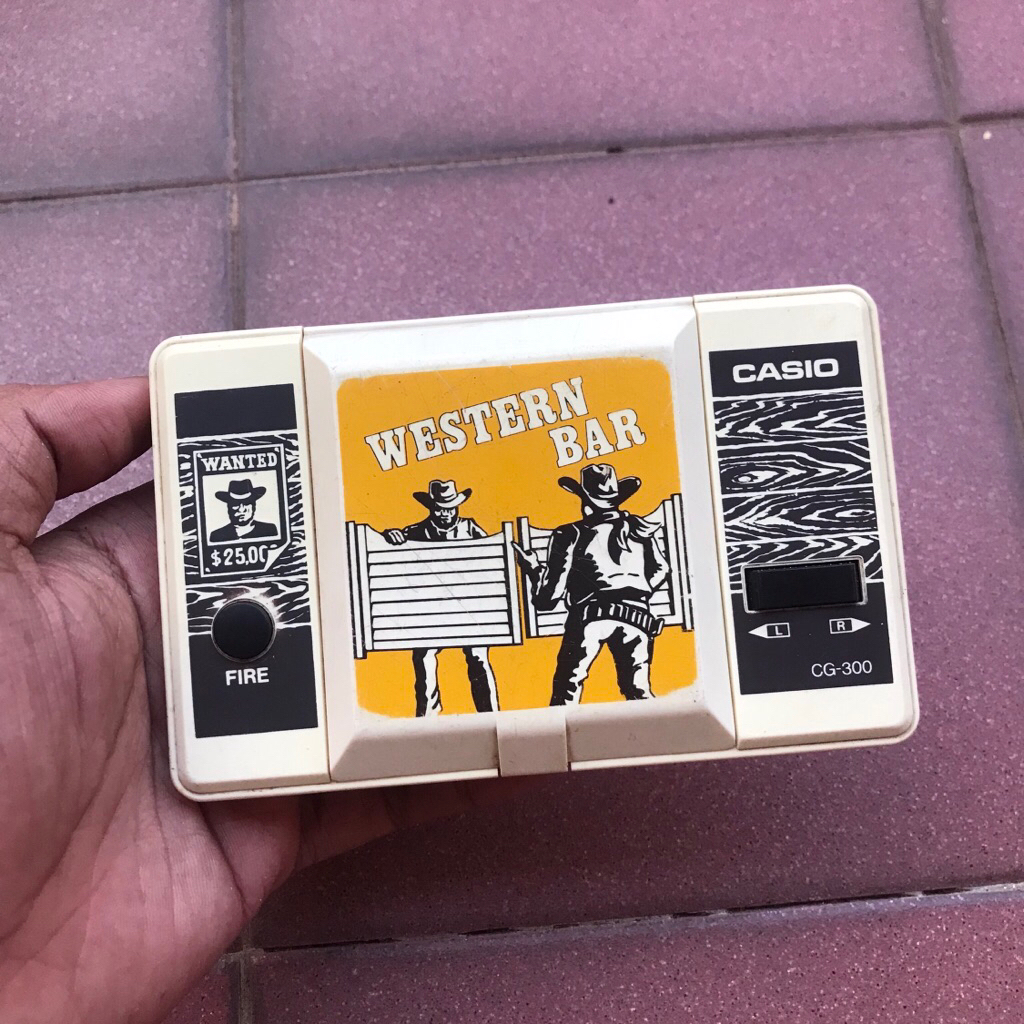 WESTERN
BAR
WANTED
$25,00
FIRE
CASIO
L R
CG-300